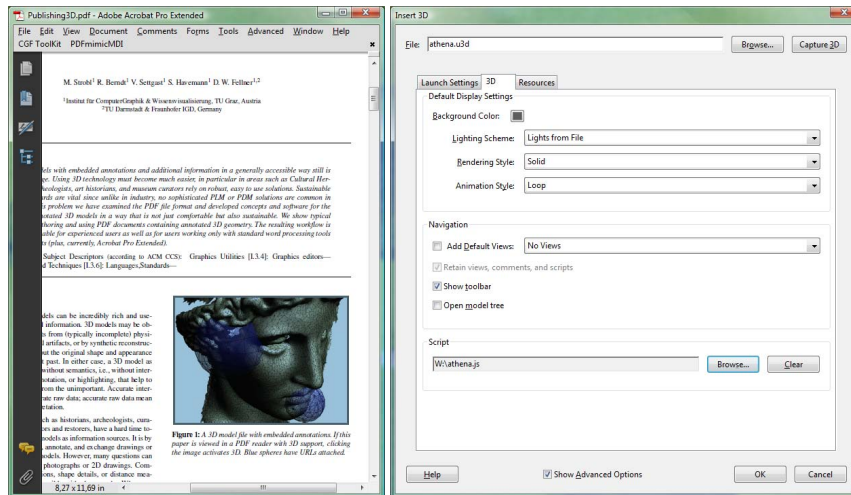 Publishing3D.pdf - Adobe Acrobat Pro Extended
File Edit View Document Comments Forms Tools Advanced Window Help
CGF ToolKit PDFmimicMDI
M. Strobl¹ R. Berndt¹ V. Settgast¹ S. Havemann¹ D. W. Fellner¹,²
¹Institut für ComputerGraphik & Wissensvisualisierung, TU Graz, Austria
²TU Darmstadt & Fraunhofer IGD, Germany
dels with embedded annotations and additional information in a generally accessible way still is
ge. Using 3D technology must become much easier, in particular in areas such as Cultural Her-
heologists, art historians, and museum curators rely on robust, easy to use solutions. Sustainable
rds are vital since unlike in industry, no sophisticated PLM or PDM solutions are common in
s problem we have examined the PDF file format and developed concepts and software for the
notated 3D models in a way that is not just comfortable but also sustainable. We show typical
thoring and using PDF documents containing annotated 3D geometry. The resulting workflow is
able for experienced users as well as for users working only with standard word processing tools
ts (plus, currently, Acrobat Pro Extended).
Subject Descriptors (according to ACM CCS): Graphics Utilities [I.3.4]: Graphics editors—
d Techniques [I.3.6]: Languages,Standards—
dels can be incredibly rich and use-
l information. 3D models may be ob-
ts from (typically incomplete) physi-
l artifacts, or by synthetic reconstruc-
out the original shape and appearance
t past. In either case, a 3D model as
without semantics, i.e., without inter-
notation, or highlighting, that help to
rom the unimportant. Accurate inter-
rate raw data; accurate raw data mean
etation.
ch as historians, archeologists, cura-
ors and restorers, have a hard time to-
models as information sources. It is by
, annotate, and exchange drawings or
odels. However, many questions can
photographs or 2D drawings. Com-
ons, shape details, or distance mea-
Figure 1: A 3D model file with embedded annotations. If this
paper is viewed in a PDF reader with 3D support, clicking
the image activates 3D. Blue spheres have URLs attached.
8,27 x 11,69 in
Insert 3D
File: athena.u3d Browse... Capture 3D
Launch Settings 3D Resources
Default Display Settings
Background Color:
Lighting Scheme: Lights from File
Rendering Style: Solid
Animation Style: Loop
Navigation
Add Default Views: No Views
Retain views, comments, and scripts
Show toolbar
Open model tree
Script
W:\athena.js Browse... Clear
Help Show Advanced Options OK Cancel